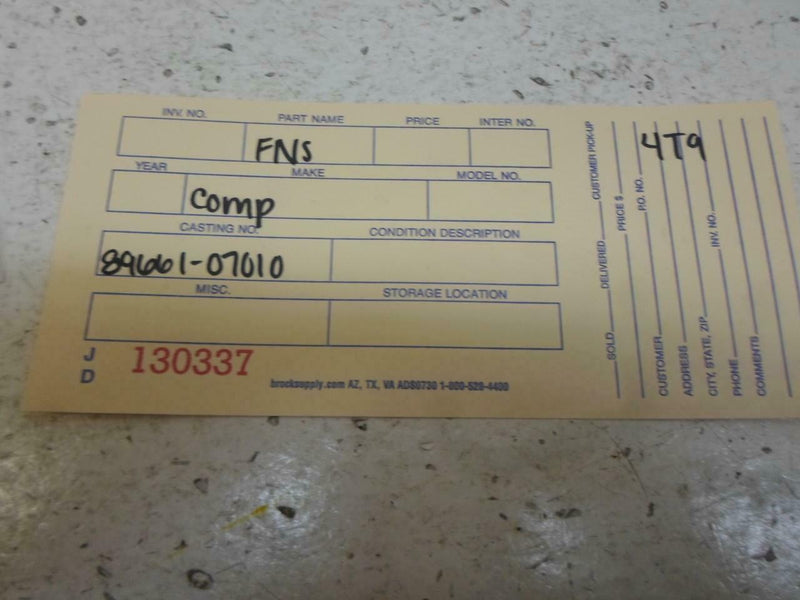 INV. NO. PART NAME PRICE INTER NO.
FNS
YEAR MAKE MODEL NO.
Comp
CASTING NO. CONDITION DESCRIPTION
89661-07010
MISC. STORAGE LOCATION
J
D
130337
brocksupply.com AZ, TX, VA ADS0730 1-800-528-4400
SOLD DELIVERED CUSTOMER PICK-UP
PRICE $
P.O. NO.
4T9
CUSTOMER
ADDRESS
CITY, STATE, ZIP INV. NO.
PHONE
COMMENTS